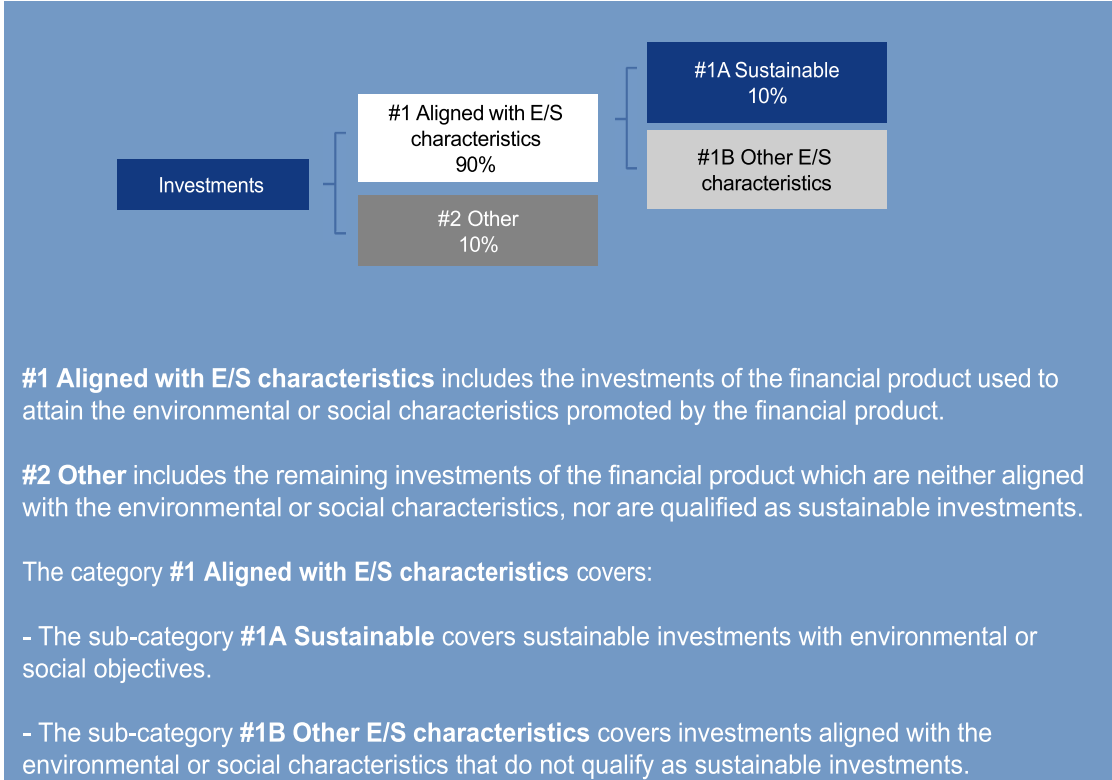 Investments
#1 Aligned with E/S
characteristics
90%
#2 Other
10%
#1A Sustainable
10%
#1B Other E/S
characteristics
#1 Aligned with E/S characteristics includes the investments of the financial product used to
attain the environmental or social characteristics promoted by the financial product.
#2 Other includes the remaining investments of the financial product which are neither aligned
with the environmental or social characteristics, nor are qualified as sustainable investments.
The category #1 Aligned with E/S characteristics covers:
- The sub-category #1A Sustainable covers sustainable investments with environmental or
social objectives.
- The sub-category #1B Other E/S characteristics covers investments aligned with the
environmental or social characteristics that do not qualify as sustainable investments.